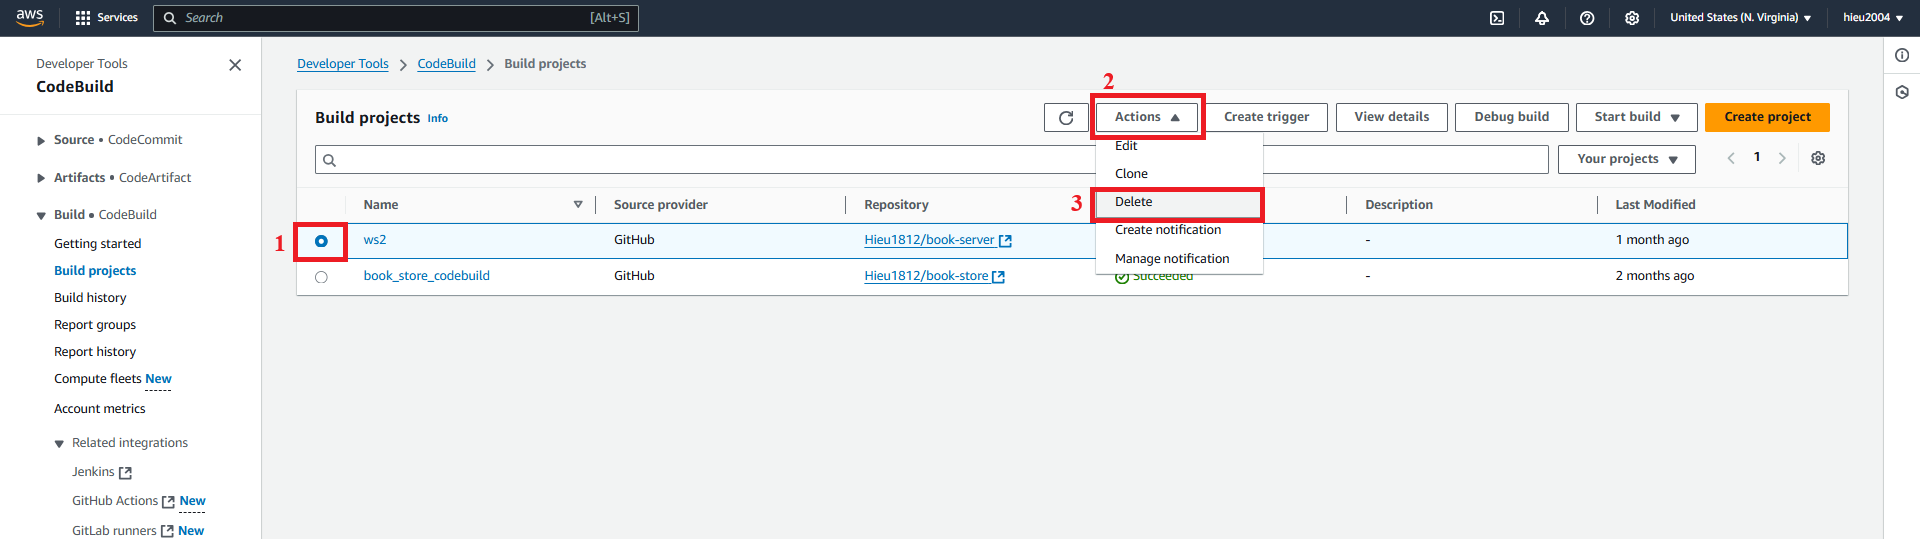 aws Services Search [Alt+S] United States (N. Virginia) ▼ hieu2004 ▼
Developer Tools
CodeBuild
Source • CodeCommit
Artifacts • CodeArtifact
Build • CodeBuild
Getting started
Build projects
Build history
Report groups
Report history
Compute fleets New
Account metrics
Related integrations
Jenkins
GitHub Actions New
GitLab runners New
Developer Tools > CodeBuild > Build projects
2
Build projects Info Actions ▲ Create trigger View details Debug build Start build ▼ Create project
Your projects ▼ < 1 >
Edit
Clone
3 Delete
Create notification
Manage notification
Name Source provider Repository Description Last Modified
1 ws2 GitHub Hieu1812/book-server - 1 month ago
book_store_codebuild GitHub Hieu1812/book-store Succeeded - 2 months ago